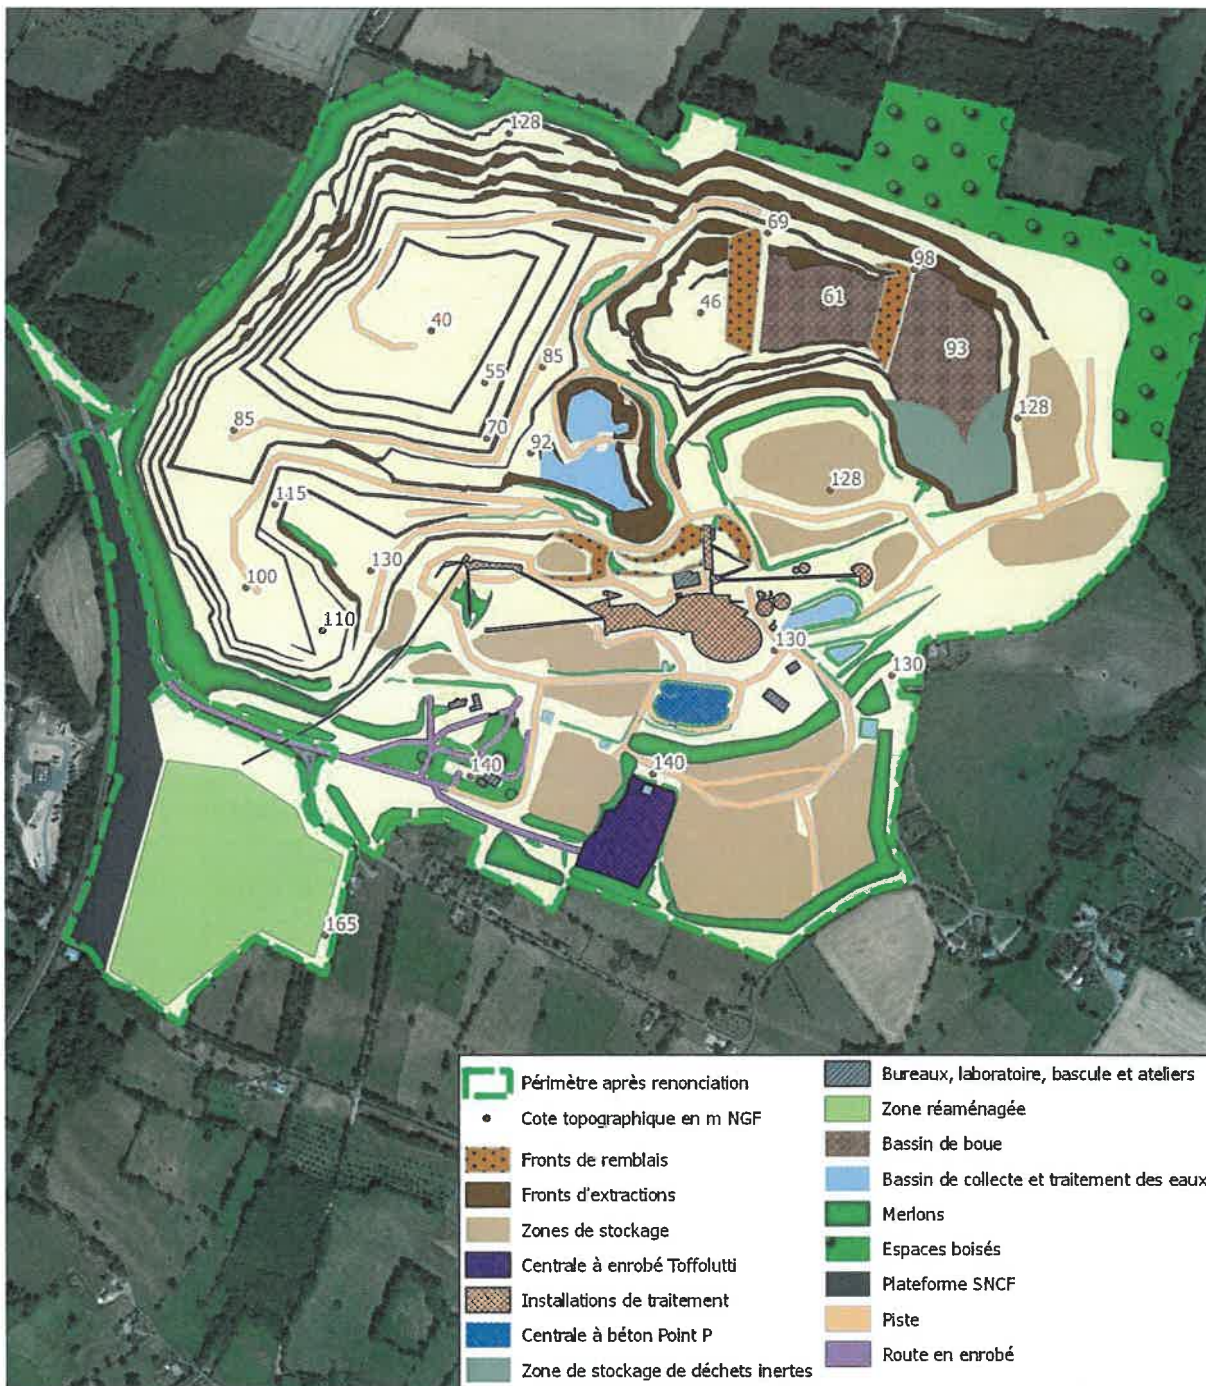 128
69
98
46
61
40
93
85
55
128
85
70
92
115
128
130
100
110
130
130
140
140
165
Périmètre après renonciation
Cote topographique en m NGF
Fronts de remblais
Fronts d'extractions
Zones de stockage
Centrale à enrobé Toffolutti
Installations de traitement
Centrale à béton Point P
Zone de stockage de déchets inertes
Bureaux, laboratoire, bascule et ateliers
Zone réaménagée
Bassin de boue
Bassin de collecte et traitement des eaux
Merlons
Espaces boisés
Plateforme SNCF
Piste
Route en enrobé